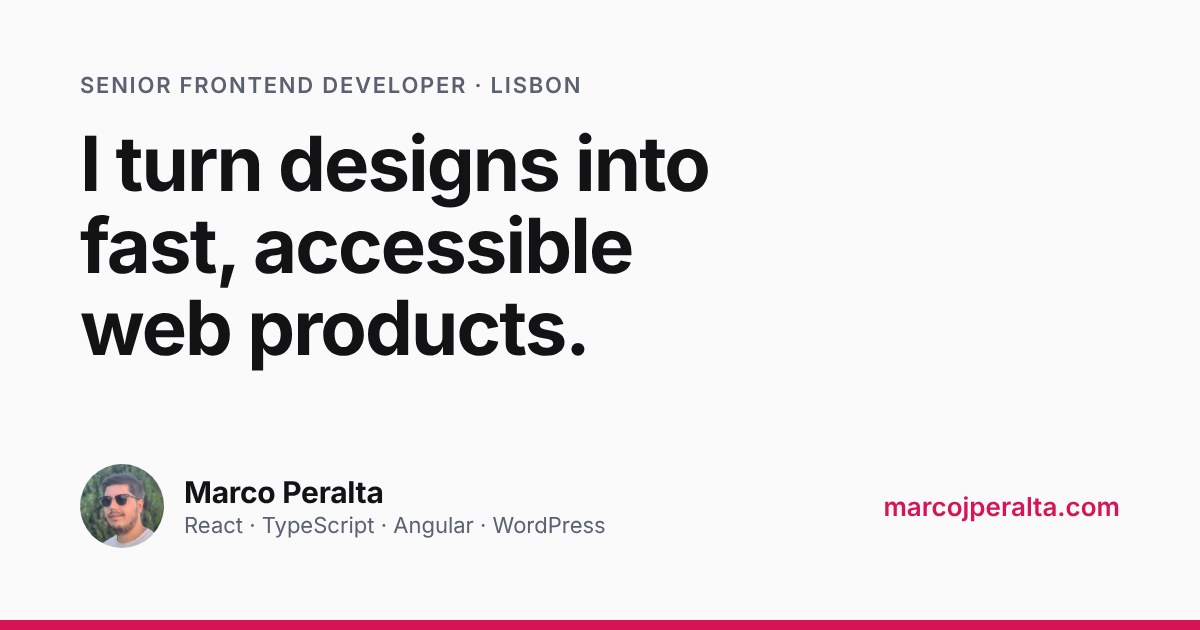 SENIOR FRONTEND DEVELOPER · LISBON
I turn designs into
fast, accessible
web products.
Marco Peralta
React · TypeScript · Angular · WordPress
marcojperalta.com